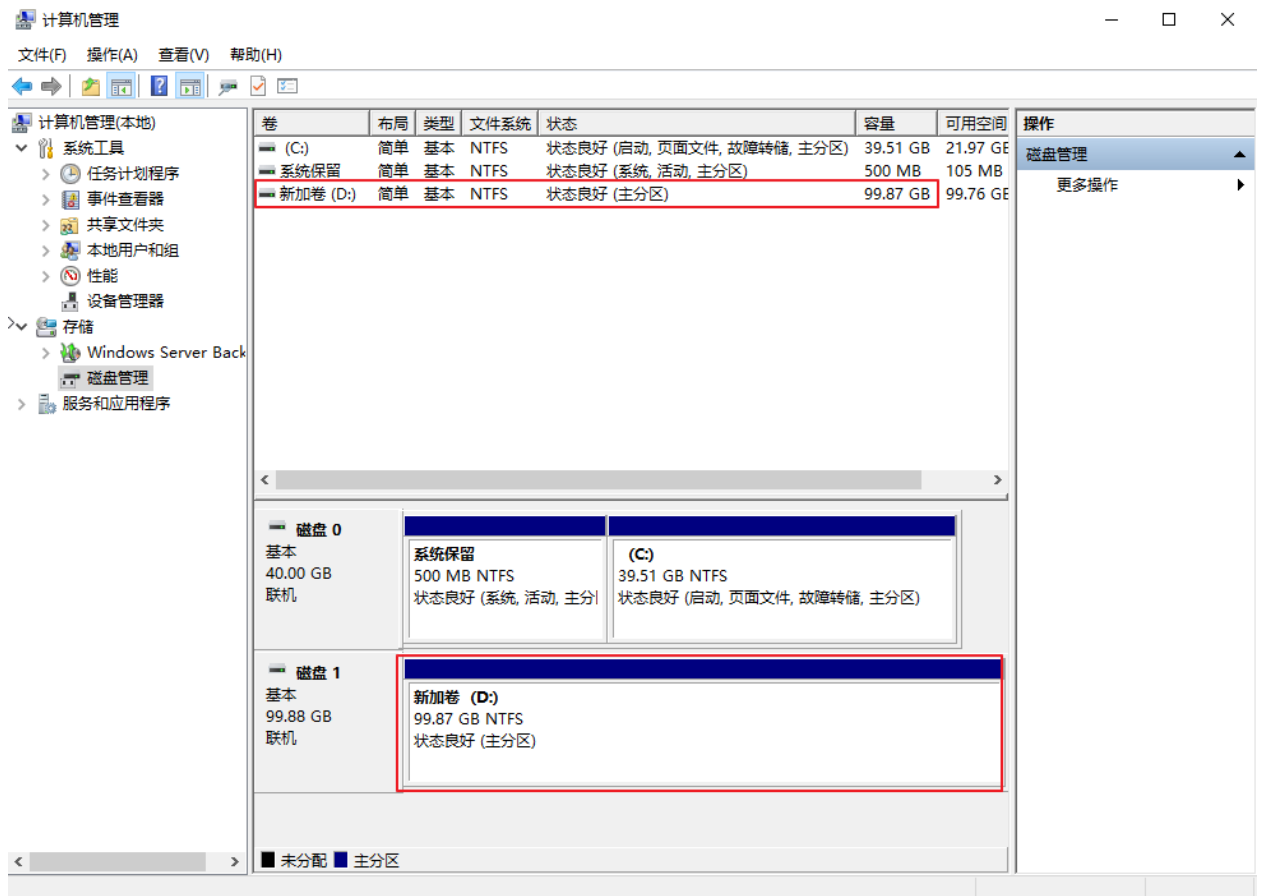 计算机管理
文件(F) 操作(A) 查看(V) 帮助(H)
计算机管理(本地)
系统工具
任务计划程序
事件查看器
共享文件夹
本地用户和组
性能
设备管理器
存储
Windows Server Back
磁盘管理
服务和应用程序
卷 布局 类型 文件系统 状态 容量 可用空间
(C:) 简单 基本 NTFS 状态良好 (启动, 页面文件, 故障转储, 主分区) 39.51 GB 21.97 GE
系统保留 简单 基本 NTFS 状态良好 (系统, 活动, 主分区) 500 MB 105 MB
新加卷 (D:) 简单 基本 NTFS 状态良好 (主分区) 99.87 GB 99.76 GE
操作
磁盘管理
更多操作
磁盘 0
基本
40.00 GB
联机
系统保留
500 MB NTFS
状态良好 (系统, 活动, 主分
(C:)
39.51 GB NTFS
状态良好 (启动, 页面文件, 故障转储, 主分区)
磁盘 1
基本
99.88 GB
联机
新加卷 (D:)
99.87 GB NTFS
状态良好 (主分区)
未分配 主分区